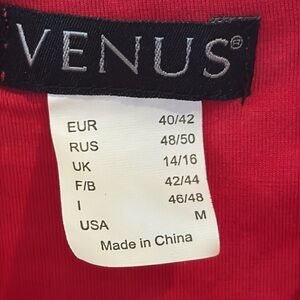 VENUS®
EUR 40/42
RUS 48/50
UK 14/16
F/B 42/44
I 46/48
USA M
Made in China